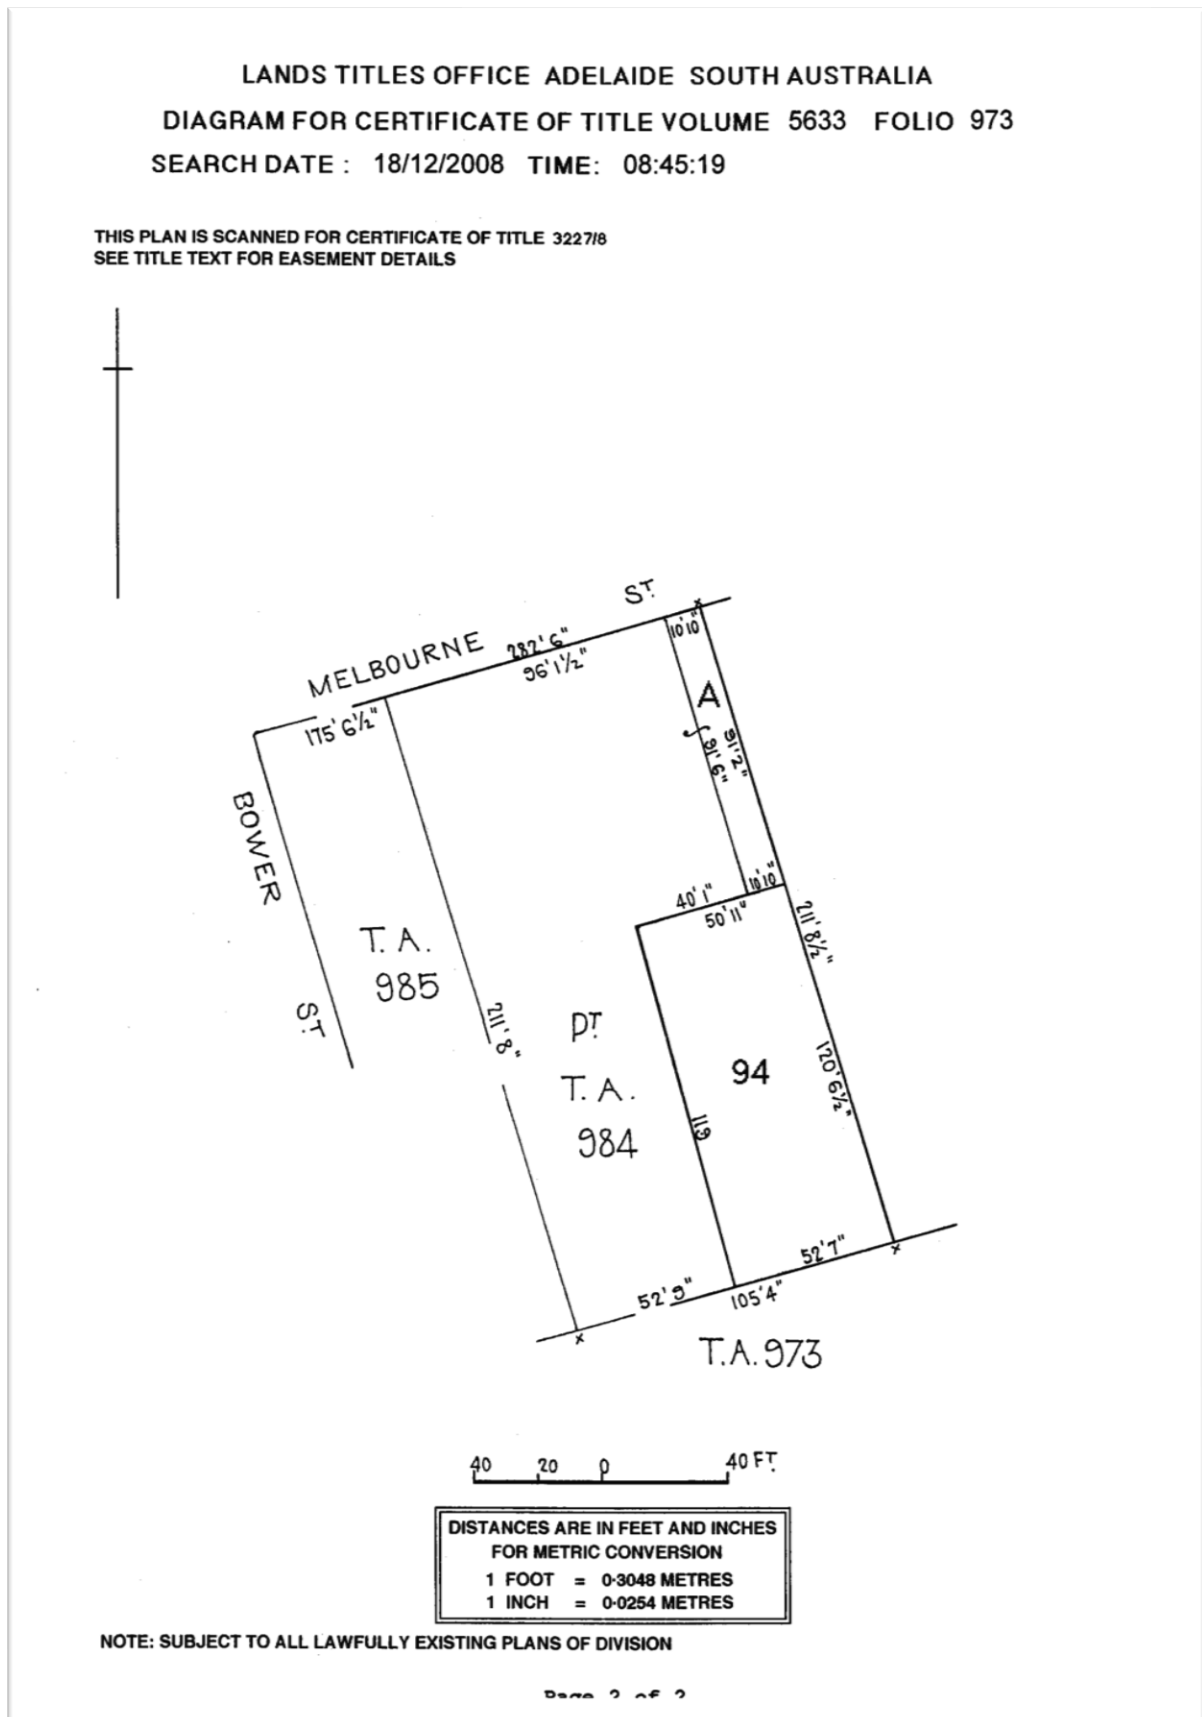 LANDS TITLES OFFICE ADELAIDE SOUTH AUSTRALIA
DIAGRAM FOR CERTIFICATE OF TITLE VOLUME 5633 FOLIO 973
SEARCH DATE : 18/12/2008 TIME: 08:45:19
THIS PLAN IS SCANNED FOR CERTIFICATE OF TITLE 3227/8
SEE TITLE TEXT FOR EASEMENT DETAILS
MELBOURNE ST.
282' 6"
96' 1½"
10' 10"
175' 6½"
A
91' 2"
91' 6"
BOWER ST.
40' 1"
10' 10"
50' 11"
211' 8½"
T. A.
985
211' 8"
PT
T. A.
984
94
120' 6½"
119
52' 7"
52' 9"
105' 4"
T.A. 973
40 20 0 40 FT.
DISTANCES ARE IN FEET AND INCHES
FOR METRIC CONVERSION
1 FOOT = 0·3048 METRES
1 INCH = 0·0254 METRES
NOTE: SUBJECT TO ALL LAWFULLY EXISTING PLANS OF DIVISION
Page 2 of 2